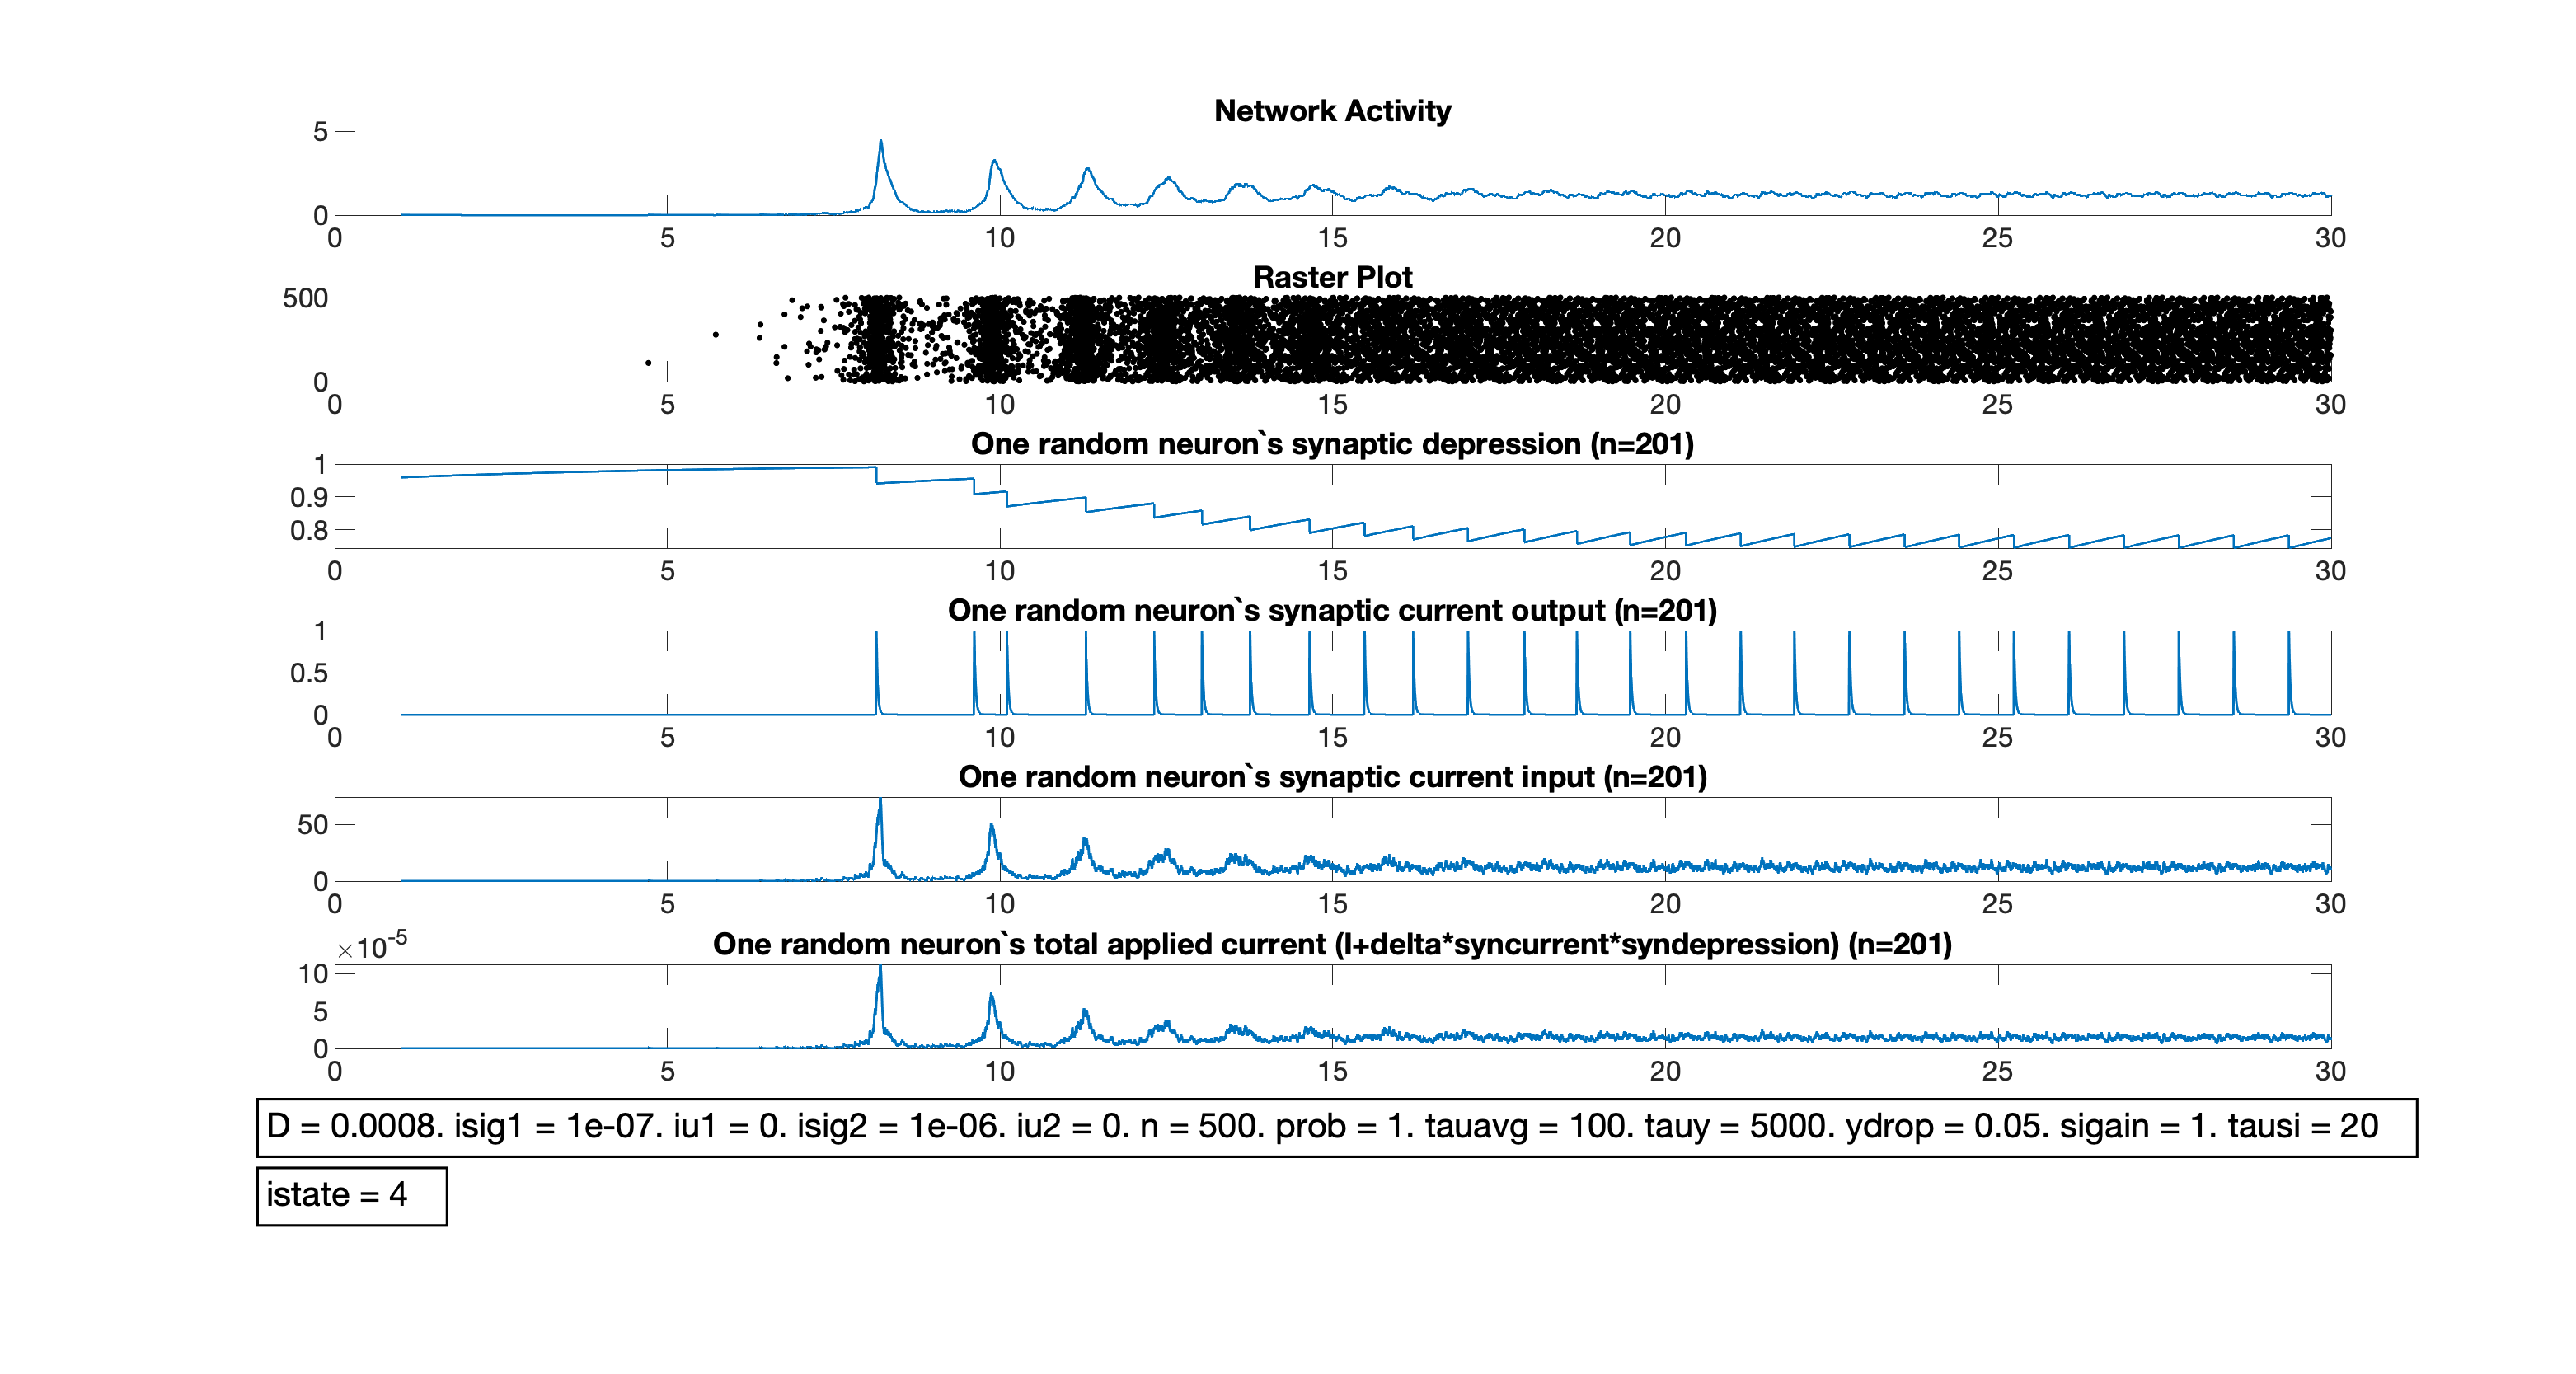 Network Activity
5
0
0 5 10 15 20 25 30
Raster Plot
500
0
0 5 10 15 20 25 30
One random neuron`s synaptic depression (n=201)
1
0.9
0.8
0 5 10 15 20 25 30
One random neuron`s synaptic current output (n=201)
1
0.5
0
0 5 10 15 20 25 30
One random neuron`s synaptic current input (n=201)
50
0
0 5 10 15 20 25 30
×10-5 One random neuron`s total applied current (I+delta*syncurrent*syndepression) (n=201)
10
5
0
0 5 10 15 20 25 30
D = 0.0008. isig1 = 1e-07. iu1 = 0. isig2 = 1e-06. iu2 = 0. n = 500. prob = 1. tauavg = 100. tauy = 5000. ydrop = 0.05. sigain = 1. tausi = 20
istate = 4